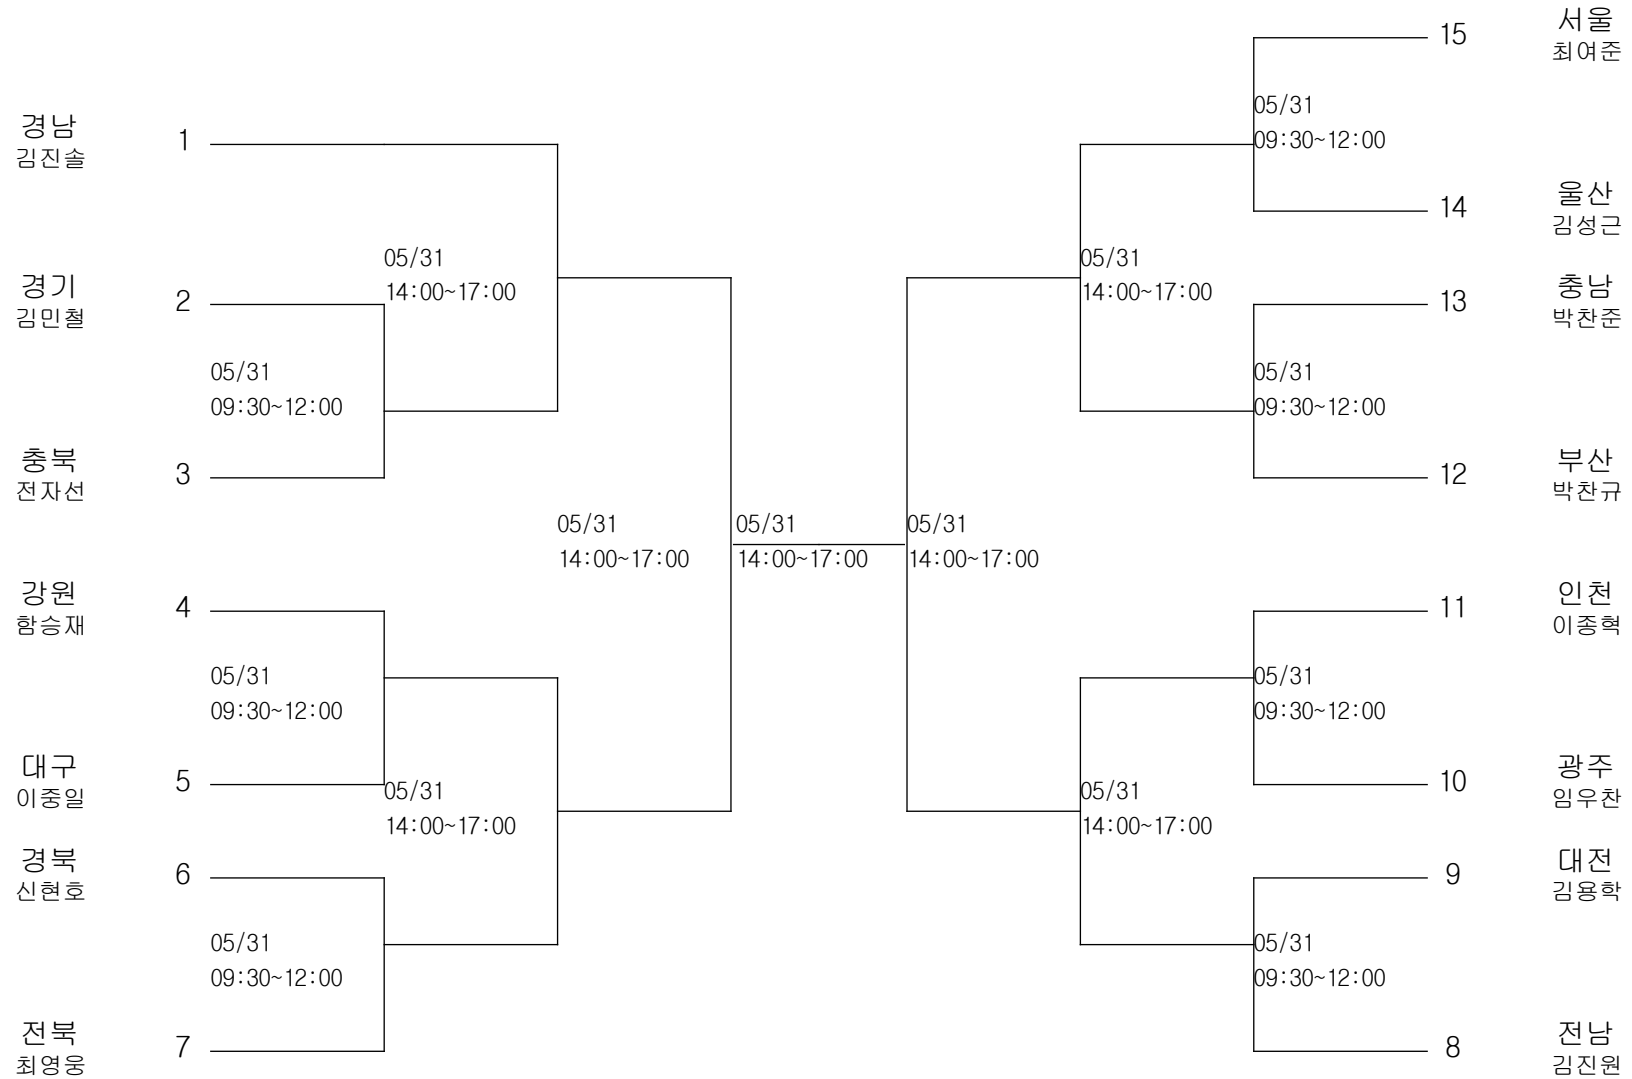 15
서울
최여준
05/31
09:30~12:00
경남
김진솔
1
14
울산
김성근
05/31
14:00~17:00
05/31
14:00~17:00
경기
김민철
2
13
충남
박찬준
05/31
09:30~12:00
05/31
09:30~12:00
충북
전자선
3
12
부산
박찬규
05/31
14:00~17:00
05/31
14:00~17:00
05/31
14:00~17:00
강원
함승재
4
11
인천
이종혁
05/31
09:30~12:00
05/31
09:30~12:00
대구
이중일
5
05/31
14:00~17:00
05/31
14:00~17:00
10
광주
임우찬
경북
신현호
6
9
대전
김용학
05/31
09:30~12:00
05/31
09:30~12:00
전북
최영웅
7
8
전남
김진원